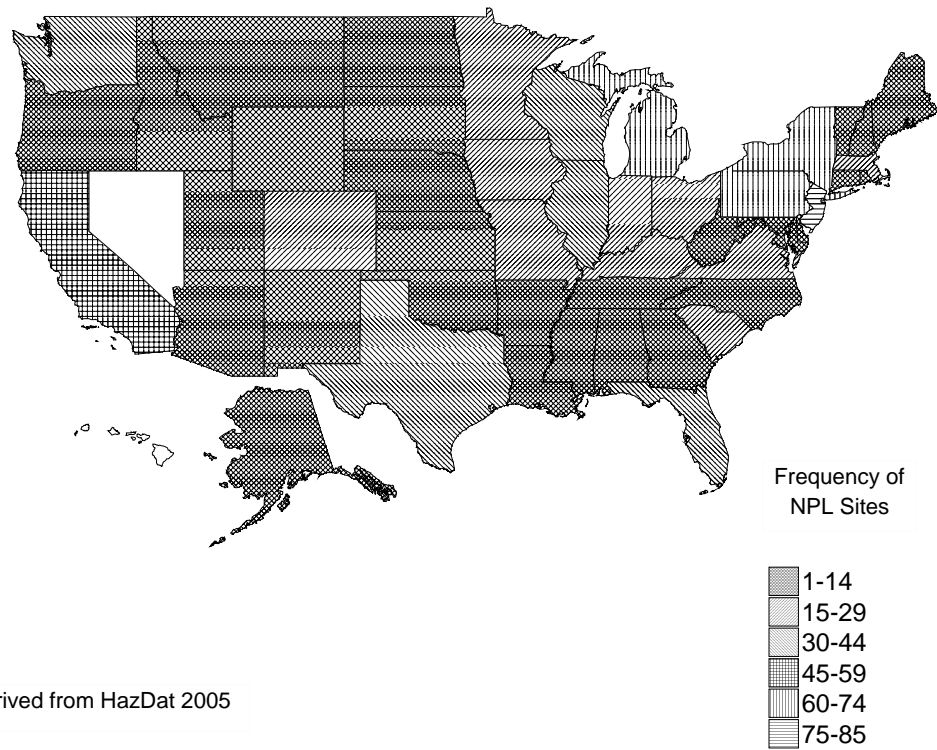 Frequency of
NPL Sites
1-14
15-29
30-44
45-59
60-74
75-85
rived from HazDat 2005